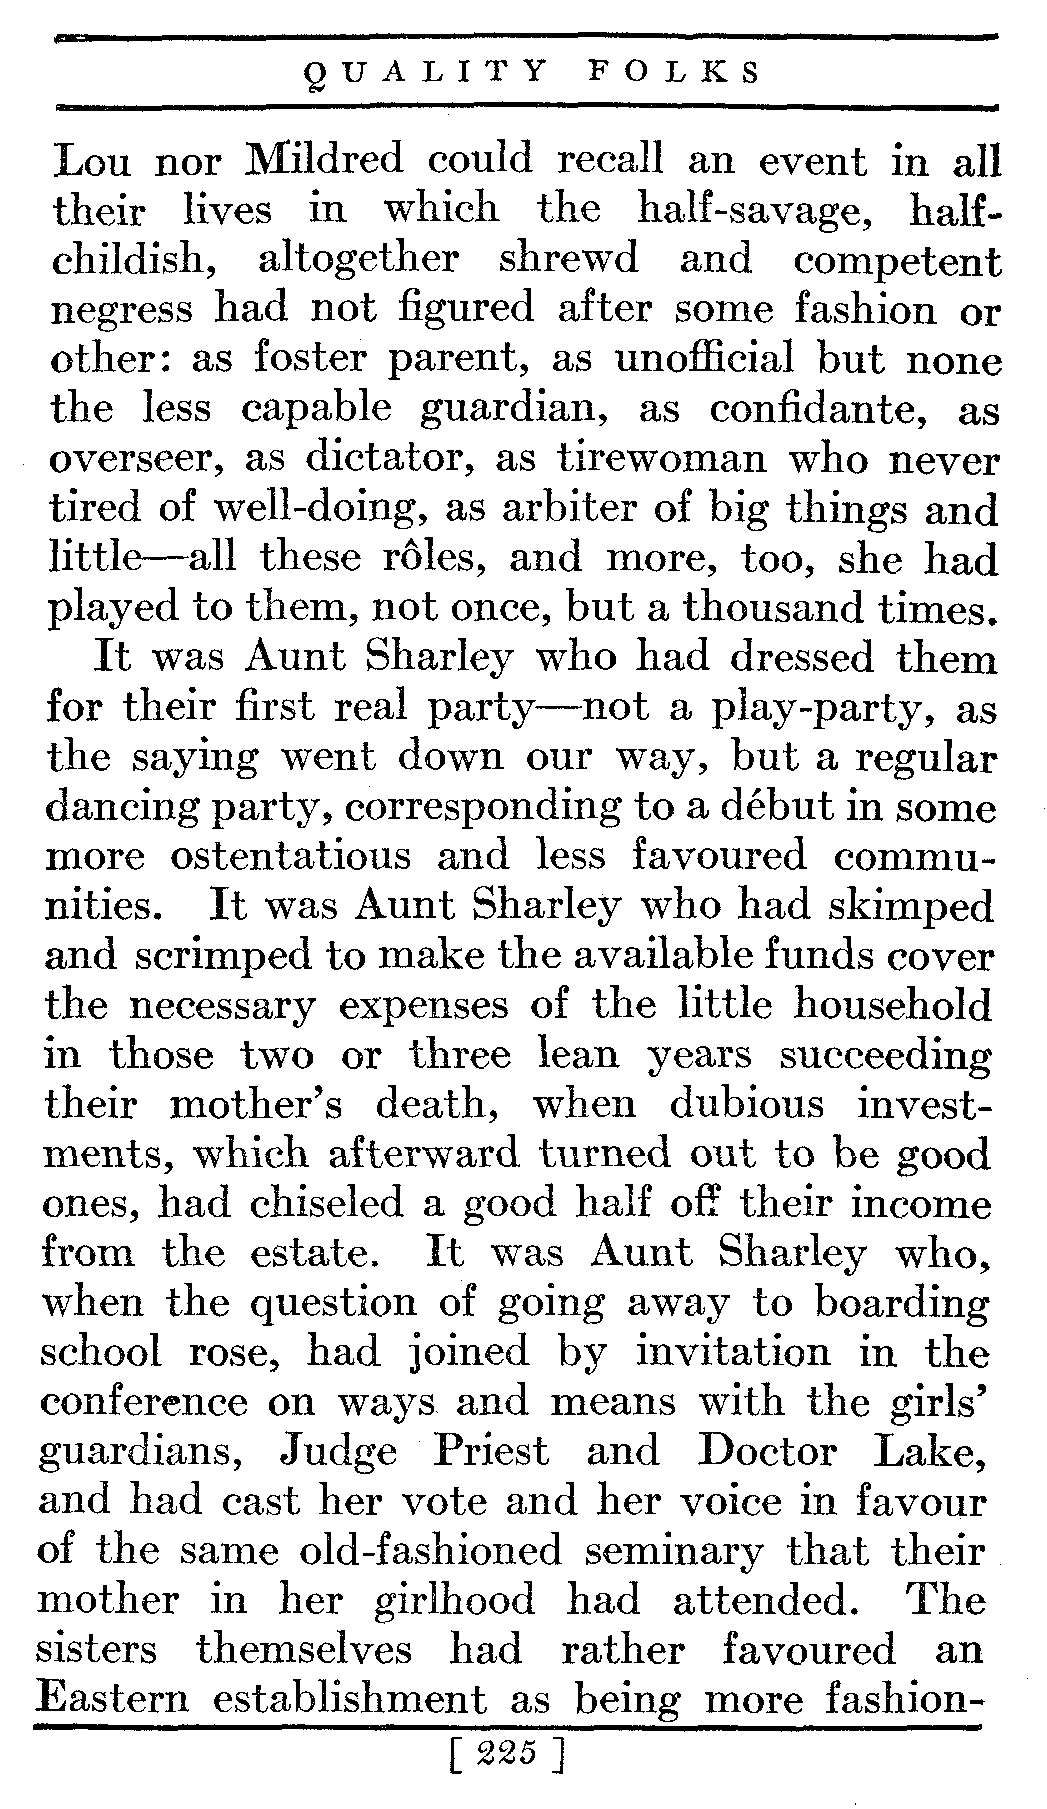 QUALITY FOLKS
Lou nor Mildred could recall an event in all
their lives in which the half-savage, half-
childish, altogether shrewd and competent
negress had not figured after some fashion or
other: as foster parent, as unofficial but none
the less capable guardian, as confidante, as
overseer, as dictator, as tirewoman who never
tired of well-doing, as arbiter of big things and
little—all these rôles, and more, too, she had
played to them, not once, but a thousand times.
It was Aunt Sharley who had dressed them
for their first real party—not a play-party, as
the saying went down our way, but a regular
dancing party, corresponding to a début in some
more ostentatious and less favoured commu-
nities. It was Aunt Sharley who had skimped
and scrimped to make the available funds cover
the necessary expenses of the little household
in those two or three lean years succeeding
their mother's death, when dubious invest-
ments, which afterward turned out to be good
ones, had chiseled a good half off their income
from the estate. It was Aunt Sharley who,
when the question of going away to boarding
school rose, had joined by invitation in the
conference on ways and means with the girls'
guardians, Judge Priest and Doctor Lake,
and had cast her vote and her voice in favour
of the same old-fashioned seminary that their
mother in her girlhood had attended. The
sisters themselves had rather favoured an
Eastern establishment as being more fashion-
[ 225 ]